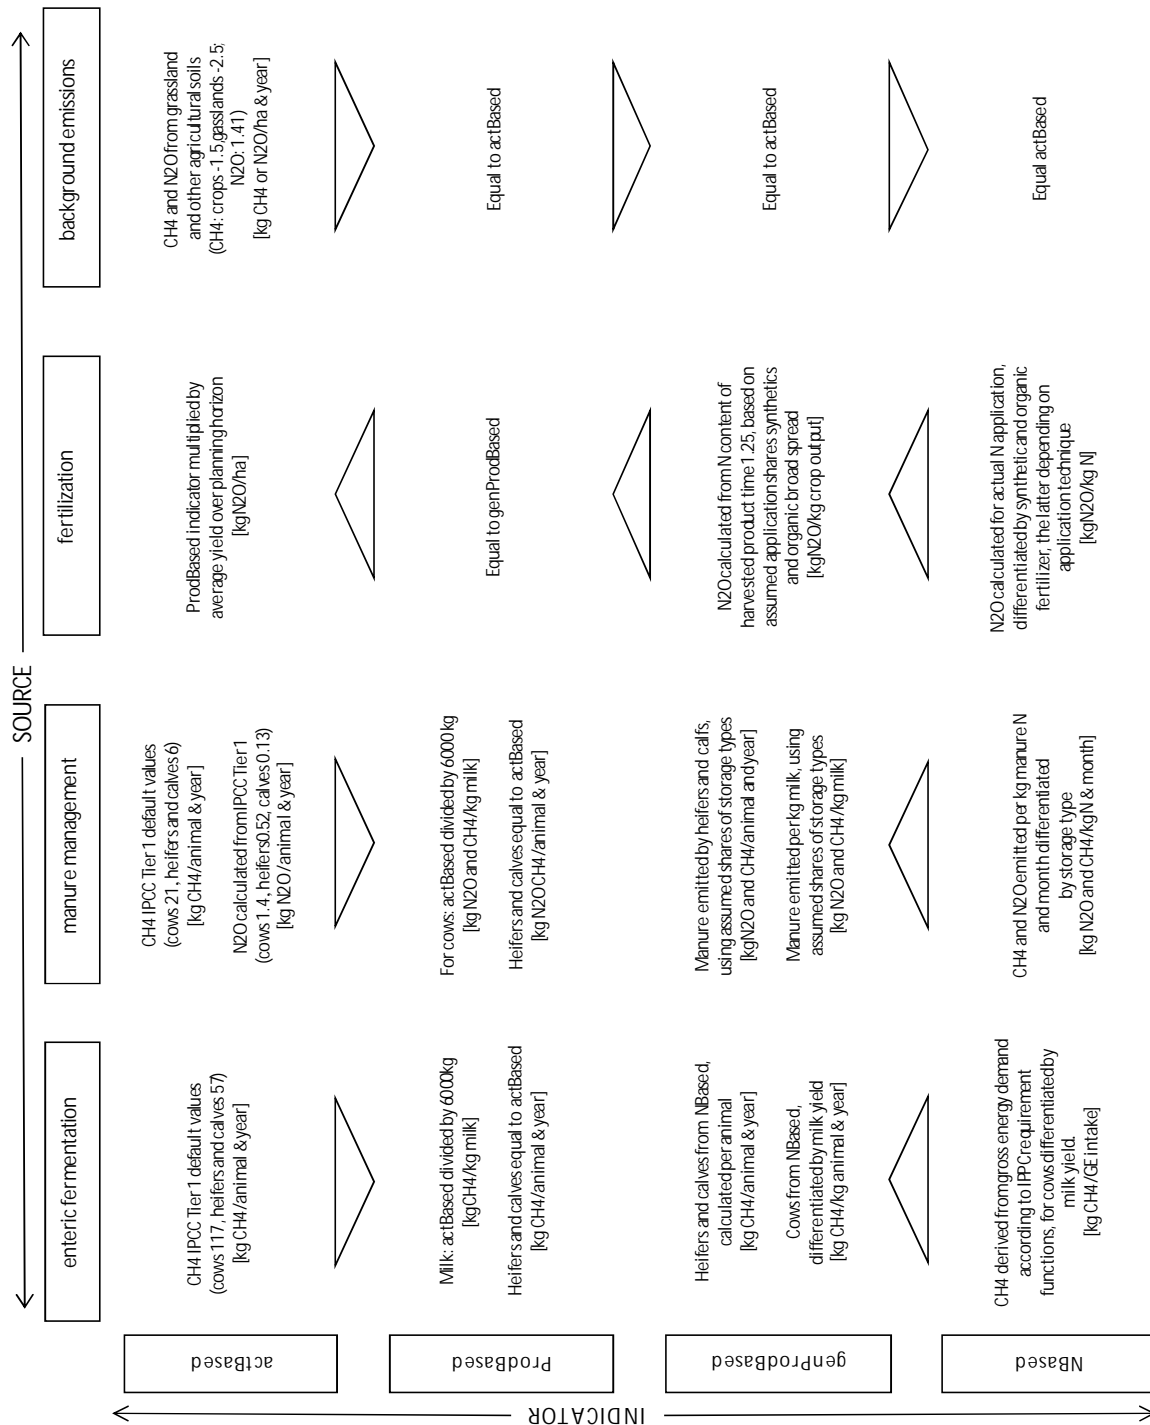 SOURCE
enteric fermentation
manure management
fertilization
background emissions
INDICATOR
actBased
CH4 IPCC Tier 1 default values
(cows 117, heifers and calves 57)
[kg CH4/animal & year]
CH4 IPCC Tier 1 default values
(cows 21, heifers and calves 6)
[kg CH4/animal & year]
N2O calculated from IPCC Tier 1
(cows 1.4, heifers 0.52, calves 0.13)
[kg N2O/animal & year]
ProdBased indicator multiplied by
average yield over planning horizon
[kgN2O/ha]
CH4 and N2O from grassland
and other agricultural soils
(CH4: crops -1.5, gasslands -2.5;
N2O: 1.41)
[kg CH4 or N2O/ha & year]
ProdBased
Milk: actBased divided by 6000kg
[kgCH4/kg milk]
Heifers and calves equal to actBased
[kg CH4/animal & year]
For cows: actBased divided by 6000 kg
[kg N2O and CH4/kg milk]
Heifers and calves equal to actBased
[kg N2OCH4/animal & year]
Equal to genProdBased
Equal to actBased
genProdBased
Heifers and calves from NBased,
calculated per animal
[kg CH4/animal & year]
Cows from NBased,
differentiated by milk yield
[kg CH4/kg animal & year]
Manure emitted by heifers and calfs,
using assumed shares of storage types
[kgN2O and CH4/animal and year]
Manure emitted per kg milk, using
assumed shares of storage types
[kg N2O and CH4/kg milk]
N2O calculated from N content of
harvested product time 1.25, based on
assumed application shares synthetics
and organic broad spread
[kgN2O/kg crop output]
Equal to actBased
NBased
CH4 derived from gross energy demand
according to IPPC requirement
functions, for cows differentiated by
milk yield.
[kg CH4/GE intake]
CH4 and N2O emitted per kg manure N
and month differentiated
by storage type
[kg N2O and CH4/kgN & month]
N2O calculated for actual N application,
differentiated by synthetic and organic
fertilizer, the latter depending on
application technique
[kgN2O/kg N]
Equal actBased